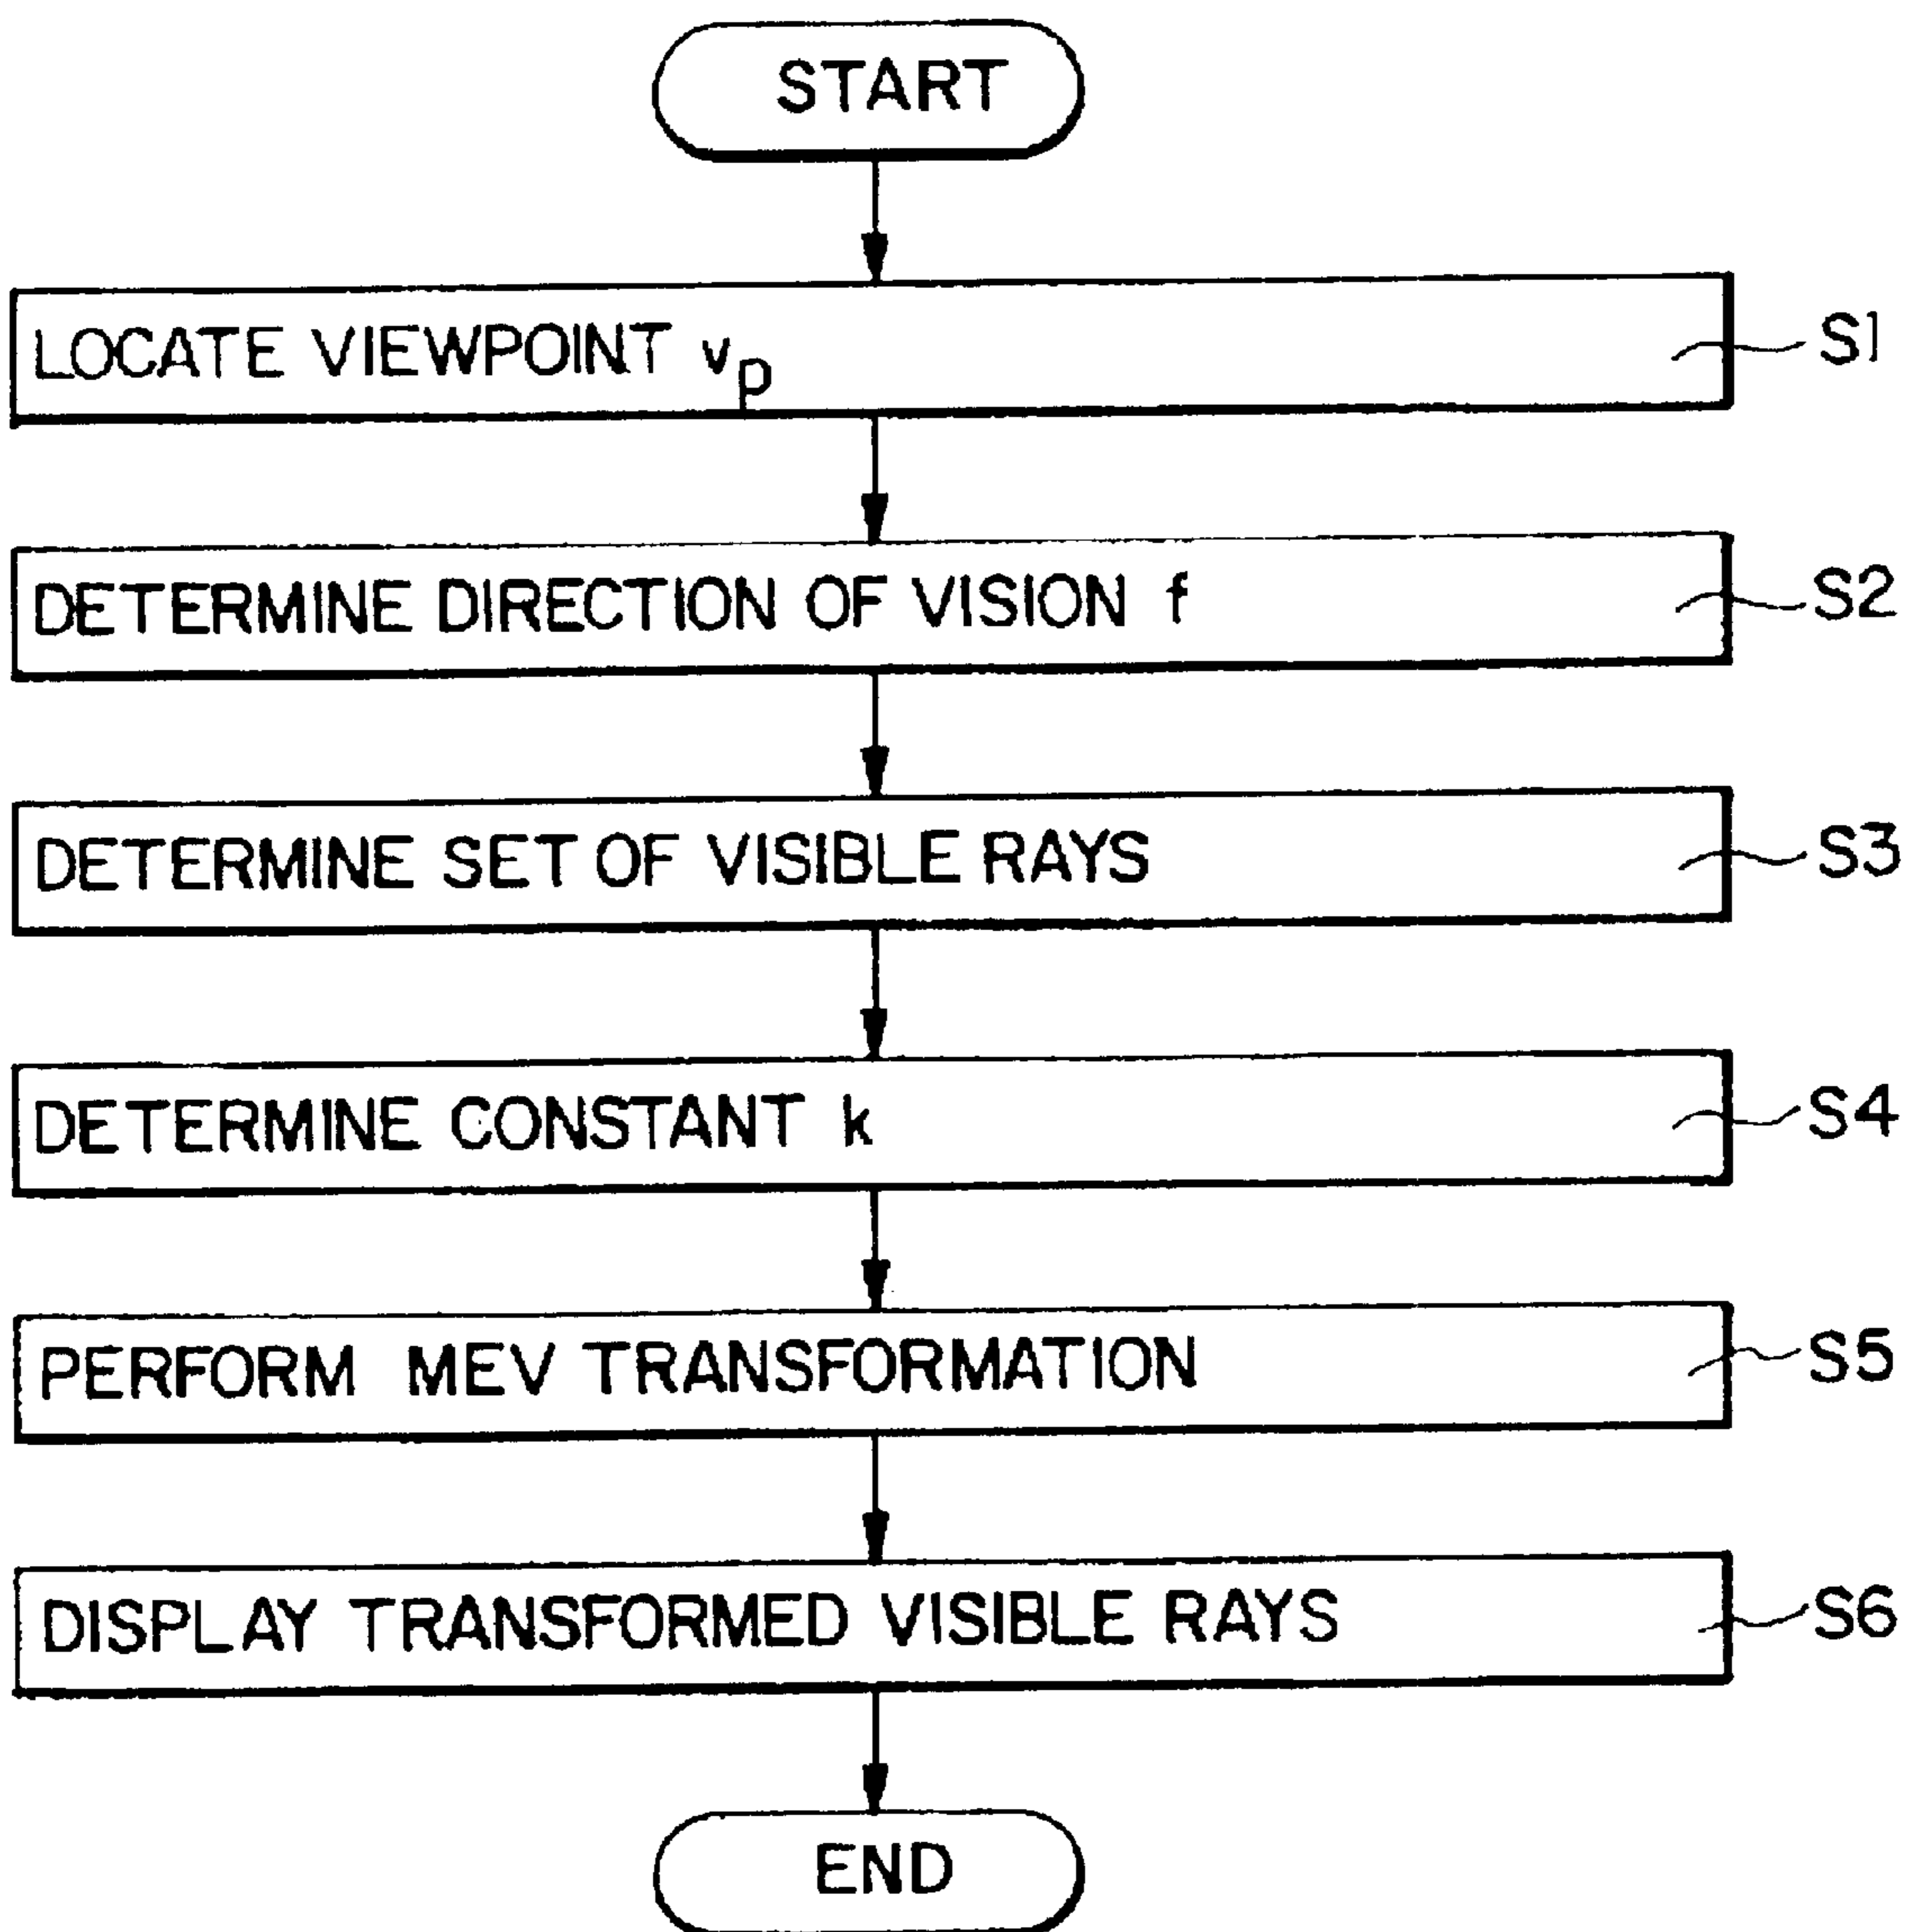 START
LOCATE VIEWPOINT vp
S1
DETERMINE DIRECTION OF VISION f
S2
DETERMINE SET OF VISIBLE RAYS
S3
DETERMINE CONSTANT k
S4
PERFORM MEV TRANSFORMATION
S5
DISPLAY TRANSFORMED VISIBLE RAYS
S6
END